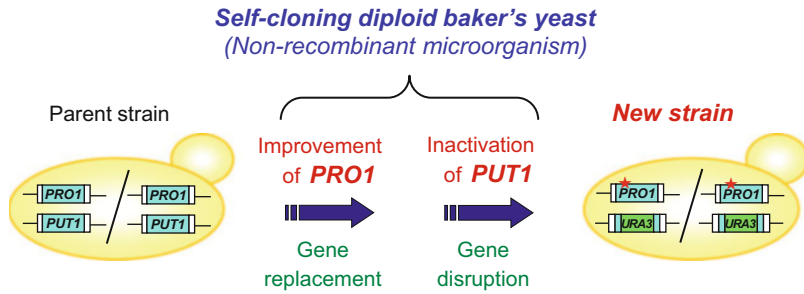 Self-cloning diploid baker's yeast
(Non-recombinant microorganism)
Parent strain
New strain
Improvement
of PRO1
Inactivation
of PUT1
PRO1
PRO1
PUT1
PUT1
Gene
replacement
Gene
disruption
PRO1
PRO1
URA3
URA3